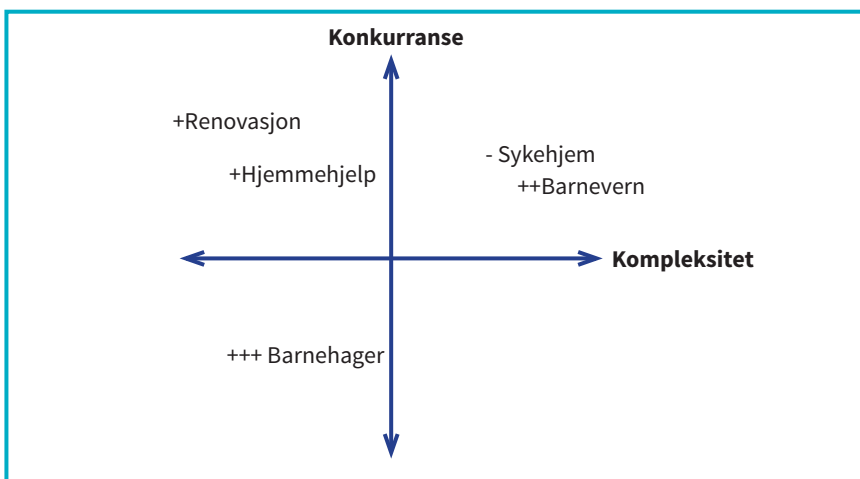 Konkurranse
+Renovasjon
- Sykehjem
+Hjemmehjelp
++Barnevern
Kompleksitet
+++ Barnehager